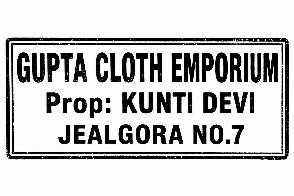 GUPTA CLOTH EMPORIUM
Prop: KUNTI DEVI
JEALGORA NO.7